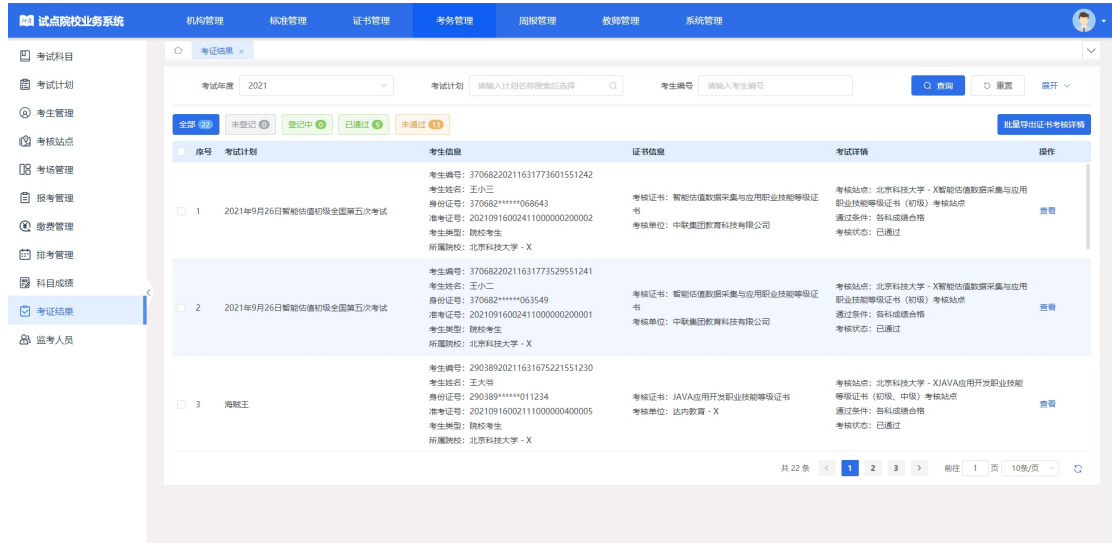 试点院校业务系统 机构管理 标准管理 证书管理 考务管理 周报管理 教师管理 系统管理
考试科目
考试计划
考生管理
考核站点
考场管理
报考管理
缴费管理
排考管理
科目成绩
考证结果
监考人员
考证结果 ×
考试年度 2021 考试计划 请输入计划名称搜索后选择 考生编号 请输入考生编号 查询 重置 展开
全部 22 未登记 0 登记中 0 已通过 9 未通过 13 批量导出证书考核详情
序号 考试计划 考生信息 证书信息 考试详情 操作
1 2021年9月26日智能估值初级全国第五次考试
考生编号：37068220211631773601551242
考生姓名：王小三
身份证号：370682******068643
准考证号：20210916002411000000200002
考生类型：院校考生
所属院校：北京科技大学 - X
考核证书：智能估值数据采集与应用职业技能等级证
书
考核单位：中联集团教育科技有限公司
考核站点：北京科技大学 - X智能估值数据采集与应用
职业技能等级证书（初级）考核站点
通过条件：各科成绩合格
考核状态：已通过
查看
2 2021年9月26日智能估值初级全国第五次考试
考生编号：37068220211631773529551241
考生姓名：王小二
身份证号：370682******063549
准考证号：20210916002411000000200001
考生类型：院校考生
所属院校：北京科技大学 - X
考核证书：智能估值数据采集与应用职业技能等级证
书
考核单位：中联集团教育科技有限公司
考核站点：北京科技大学 - X智能估值数据采集与应用
职业技能等级证书（初级）考核站点
通过条件：各科成绩合格
考核状态：已通过
查看
3 海贼王
考生编号：29038920211631675221551230
考生姓名：王大爷
身份证号：290389******011234
准考证号：20210916002111000000400005
考生类型：院校考生
所属院校：北京科技大学 - X
考核证书：JAVA应用开发职业技能等级证书
考核单位：达内教育 - X
考核站点：北京科技大学 - XJAVA应用开发职业技能
等级证书（初级、中级）考核站点
通过条件：各科成绩合格
考核状态：已通过
查看
共 22 条 < 1 2 3 > 前往 1 页 10条/页